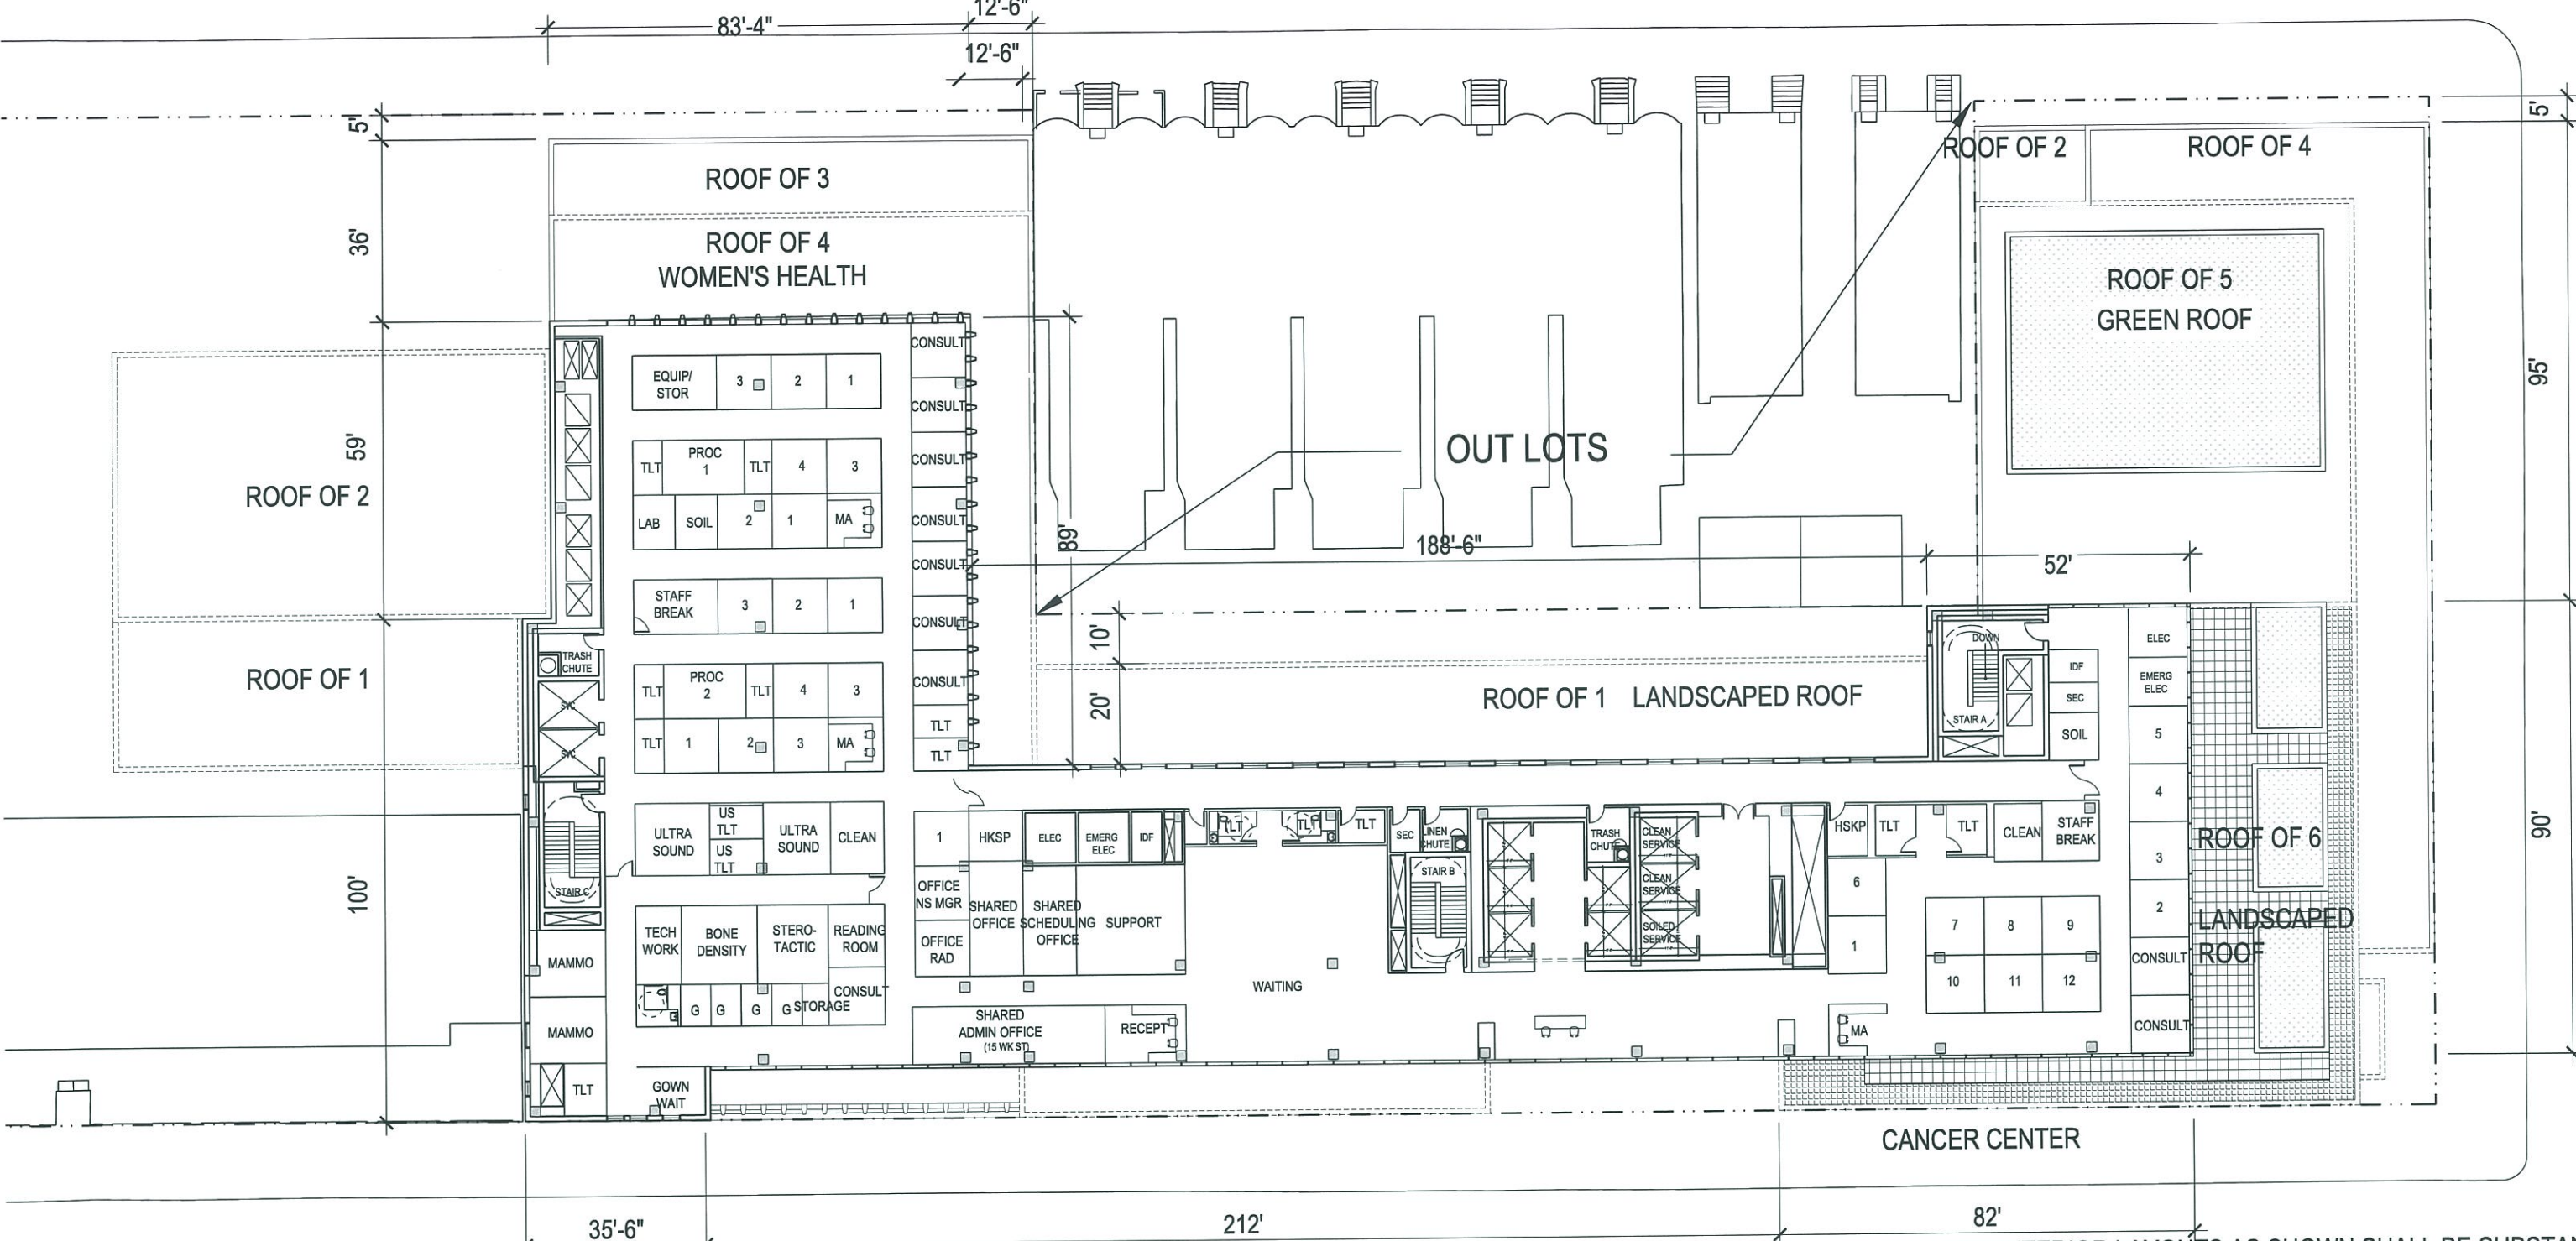 83'-4"
12'-6"
12'-6"
5'
36'
59'
100'
ROOF OF 3
ROOF OF 4
WOMEN'S HEALTH
ROOF OF 2
ROOF OF 1
OUT LOTS
ROOF OF 2
ROOF OF 4
ROOF OF 5
GREEN ROOF
5'
95'
90'
89'
188'-6"
52'
10'
20'
ROOF OF 1 LANDSCAPED ROOF
EQUIP/
STOR
3
2
1
CONSULT
CONSULT
CONSULT
CONSULT
CONSULT
CONSULT
CONSULT
TLT
TLT
TLT
PROC
1
TLT
4
3
LAB
SOIL
2
1
MA
STAFF
BREAK
3
2
1
TLT
PROC
2
TLT
4
3
TLT
1
2
3
MA
TRASH
CHUTE
SVC
SVC
STAIR C
ULTRA
SOUND
US
TLT
US
TLT
ULTRA
SOUND
CLEAN
TECH
WORK
BONE
DENSITY
STERO-
TACTIC
READING
ROOM
CONSULT
G
G
G
G
STORAGE
MAMMO
MAMMO
TLT
GOWN
WAIT
1
HKSP
ELEC
EMERG
ELEC
IDF
OFFICE
NS MGR
OFFICE
RAD
SHARED
OFFICE
SHARED
SCHEDULING
OFFICE
SUPPORT
SHARED
ADMIN OFFICE
(15 WK ST)
RECEPT
TLT
TLT
TLT
WAITING
SEC
LINEN
CHUTE
STAIR B
TRASH
CHUTE
CLEAN
SERVICE
CLEAN
SERVICE
SOILED
SERVICE
HSKP
TLT
TLT
CLEAN
STAFF
BREAK
6
1
7
8
9
10
11
12
MA
DOWN
STAIR A
IDF
SEC
SOIL
ELEC
EMERG
ELEC
5
4
3
2
CONSULT
CONSULT
ROOF OF 6
LANDSCAPED
ROOF
CANCER CENTER
35'-6"
212'
82'